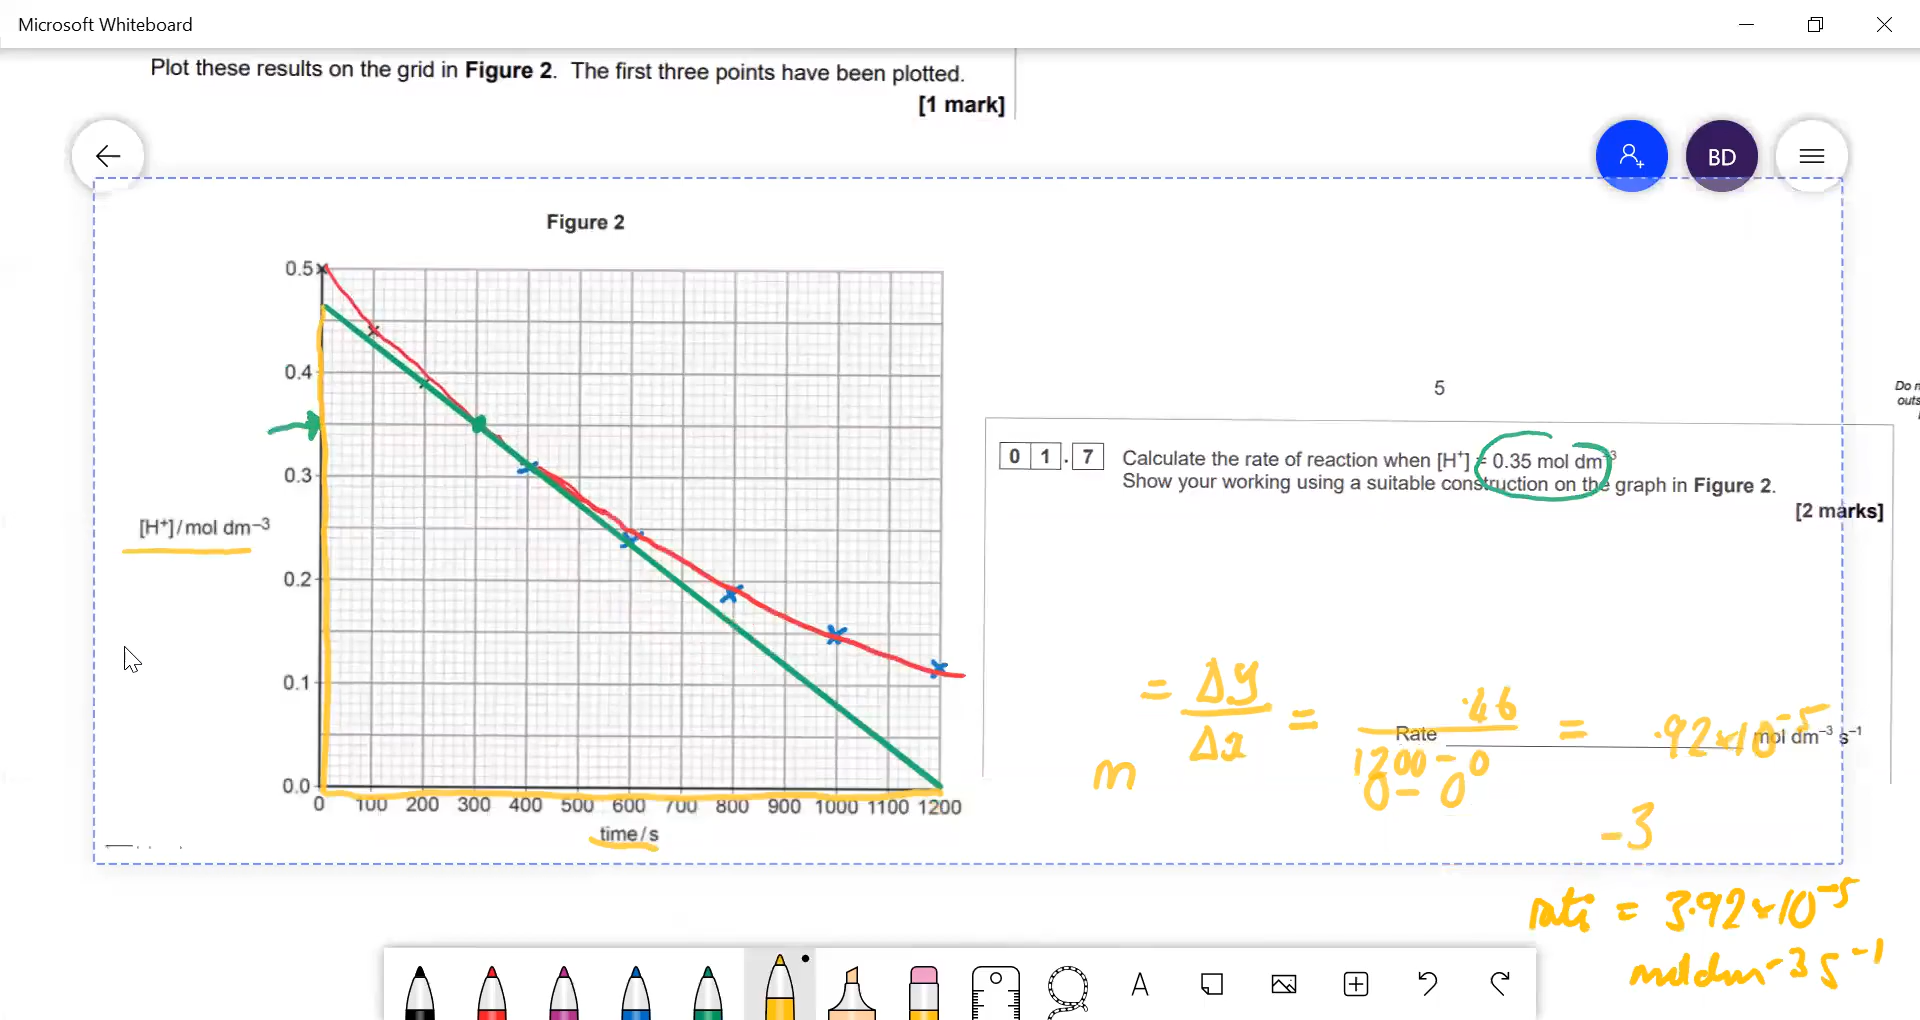 Microsoft Whiteboard
Plot these results on the grid in Figure 2. The first three points have been plotted.
[1 mark]
BD
Figure 2
0.5
0.4
0.3
0.2
0.1
0.0
[H⁺]/mol dm⁻³
0 100 200 300 400 500 600 700 800 900 1000 1100 1200
time/s
5
Do n
outs
0 1 . 7 Calculate the rate of reaction when [H⁺] = 0.35 mol dm⁻³
Show your working using a suitable construction on the graph in Figure 2.
[2 marks]
m = Δy/Δx = .46/1200-0 = .92×10⁻⁵
0-0
Rate mol dm⁻³ s⁻¹
-3
rate = 3.92×10⁻⁵
mol dm-3 s⁻¹
A